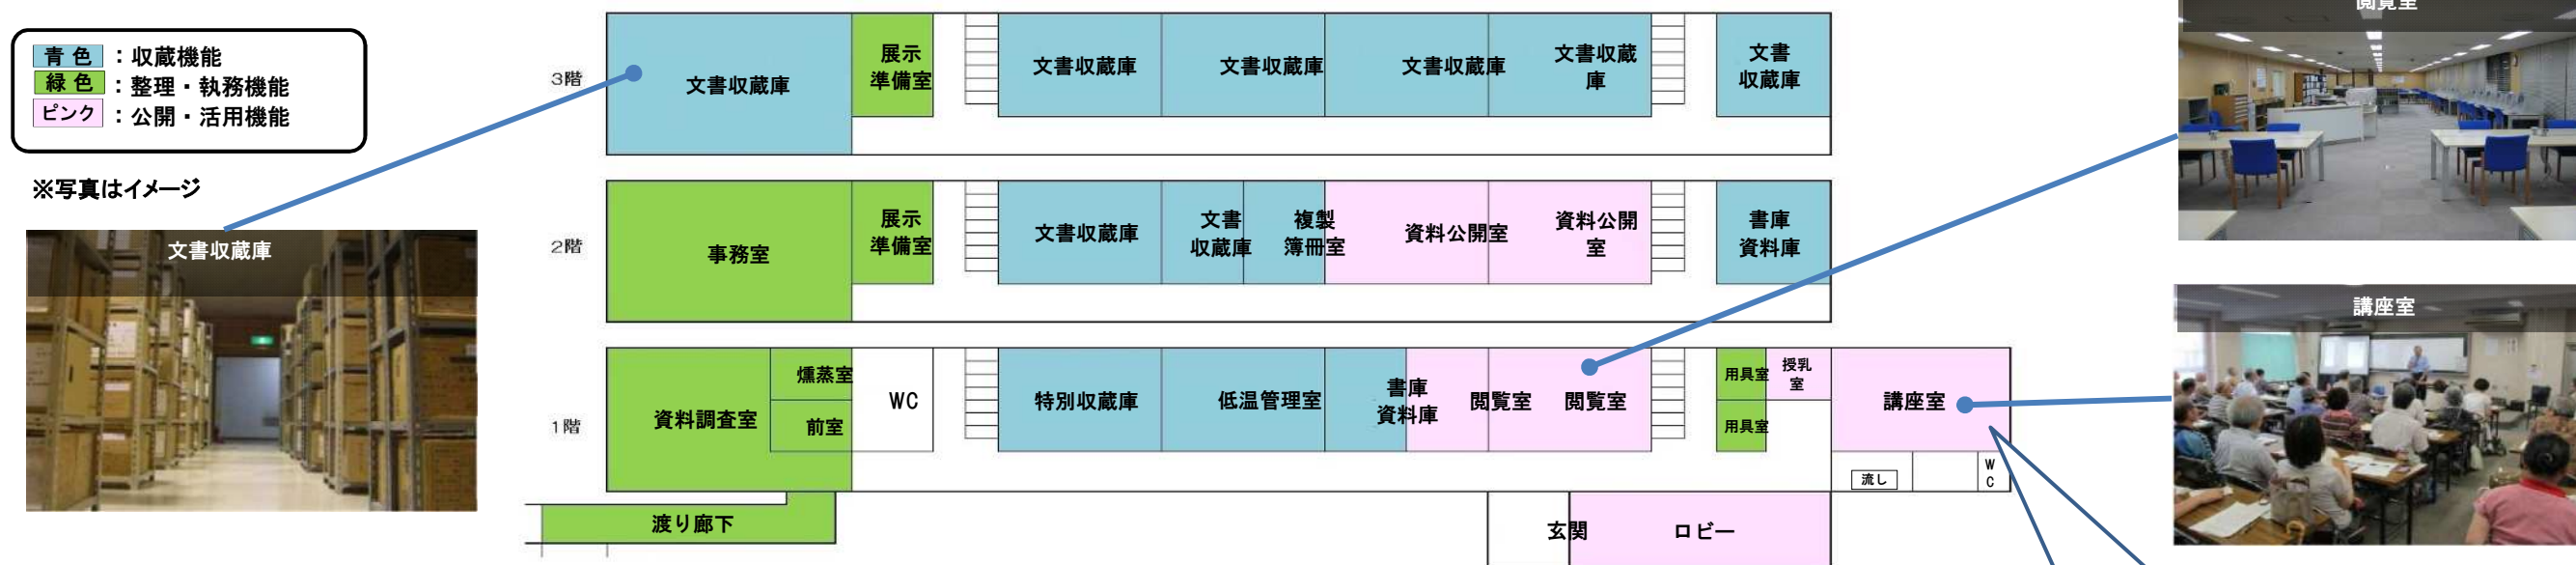 青色：収蔵機能
緑色：整理・執務機能
ピンク：公開・活用機能
※写真はイメージ
文書収蔵庫
3階
文書収蔵庫
展示
準備室
文書収蔵庫
文書収蔵庫
文書収蔵庫
文書収蔵
庫
文書
収蔵庫
2階
事務室
展示
準備室
文書収蔵庫
文書
収蔵庫
複製
簿冊室
資料公開室
資料公開
室
書庫
資料庫
1階
資料調査室
燻蒸室
前室
WC
特別収蔵庫
低温管理室
書庫
資料庫
閲覧室
閲覧室
用具室
用具室
授乳
室
講座室
流し
W
C
渡り廊下
玄関
ロビー
閲覧室
講座室